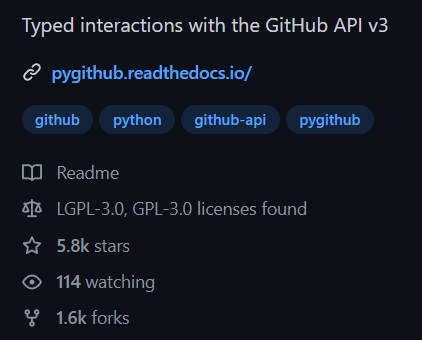 Typed interactions with the GitHub API v3
pygithub.readthedocs.io/
github python github-api pygithub
Readme
LGPL-3.0, GPL-3.0 licenses found
5.8k stars
114 watching
1.6k forks